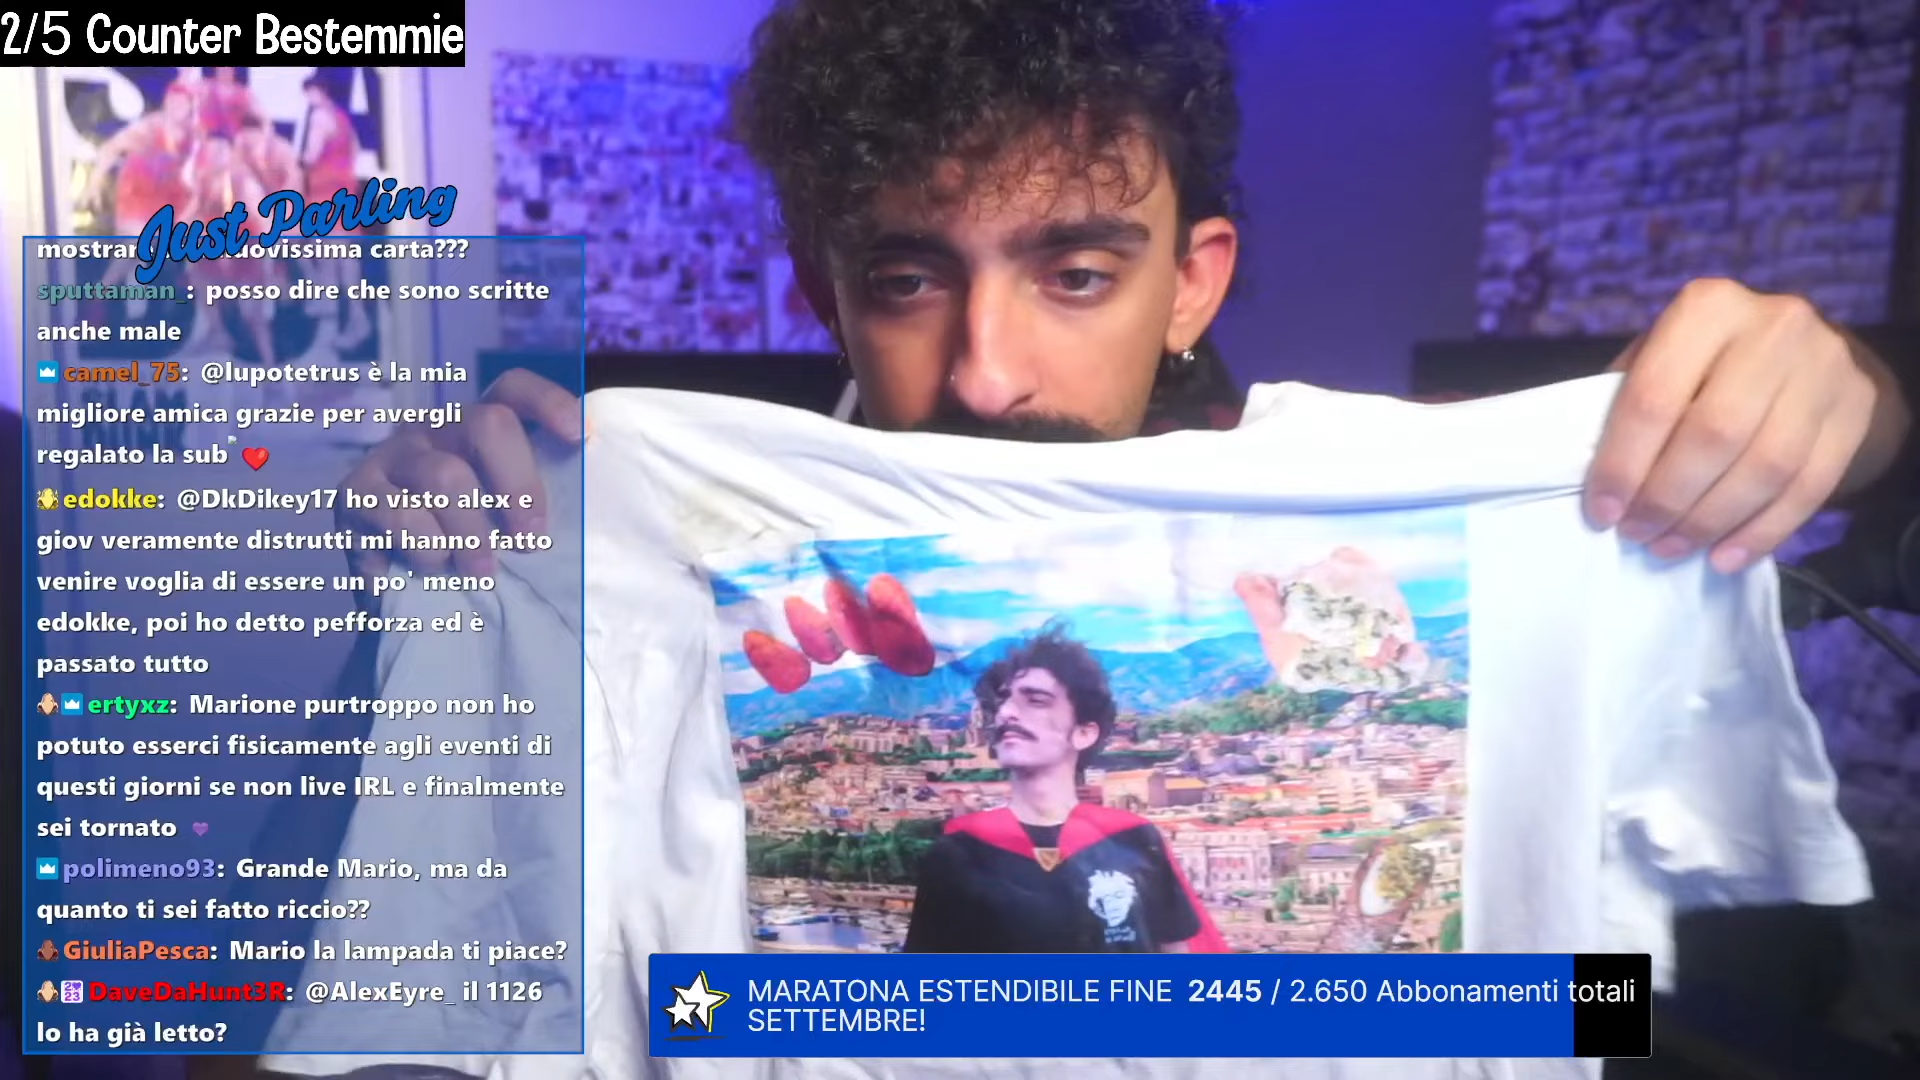 2/5 Counter Bestemmie
Just Parling
mostrar uovissima carta???
sputtaman_: posso dire che sono scritte
anche male
camel_75: @lupotetrus è la mia
migliore amica grazie per avergli
regalato la sub
edokke: @DkDikey17 ho visto alex e
giov veramente distrutti mi hanno fatto
venire voglia di essere un po' meno
edokke, poi ho detto pefforza ed è
passato tutto
ertyxz: Marione purtroppo non ho
potuto esserci fisicamente agli eventi di
questi giorni se non live IRL e finalmente
sei tornato
polimeno93: Grande Mario, ma da
quanto ti sei fatto riccio??
GiuliaPesca: Mario la lampada ti piace?
DaveDaHunt3R: @AlexEyre_ il 1126
lo ha già letto?
MARATONA ESTENDIBILE FINE 2445 / 2.650 Abbonamenti totali
SETTEMBRE!